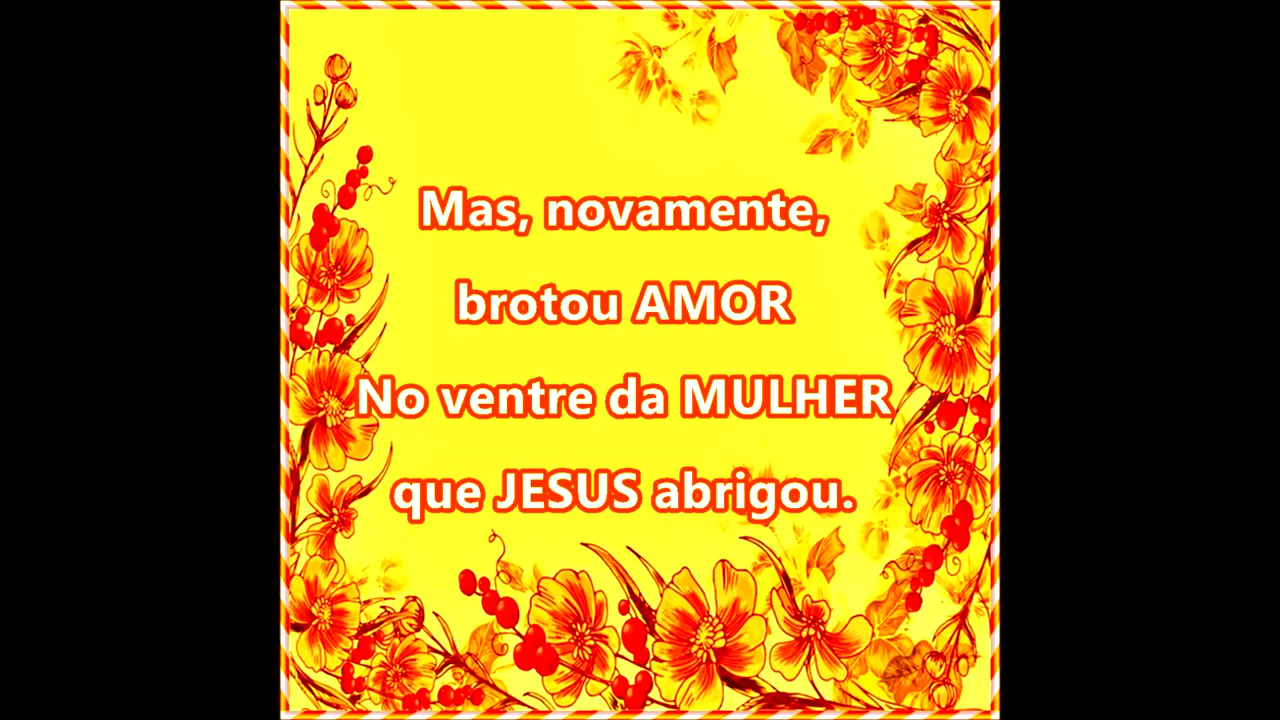 Mas, novamente,
brotou AMOR
No ventre da MULHER
que JESUS abrigou.